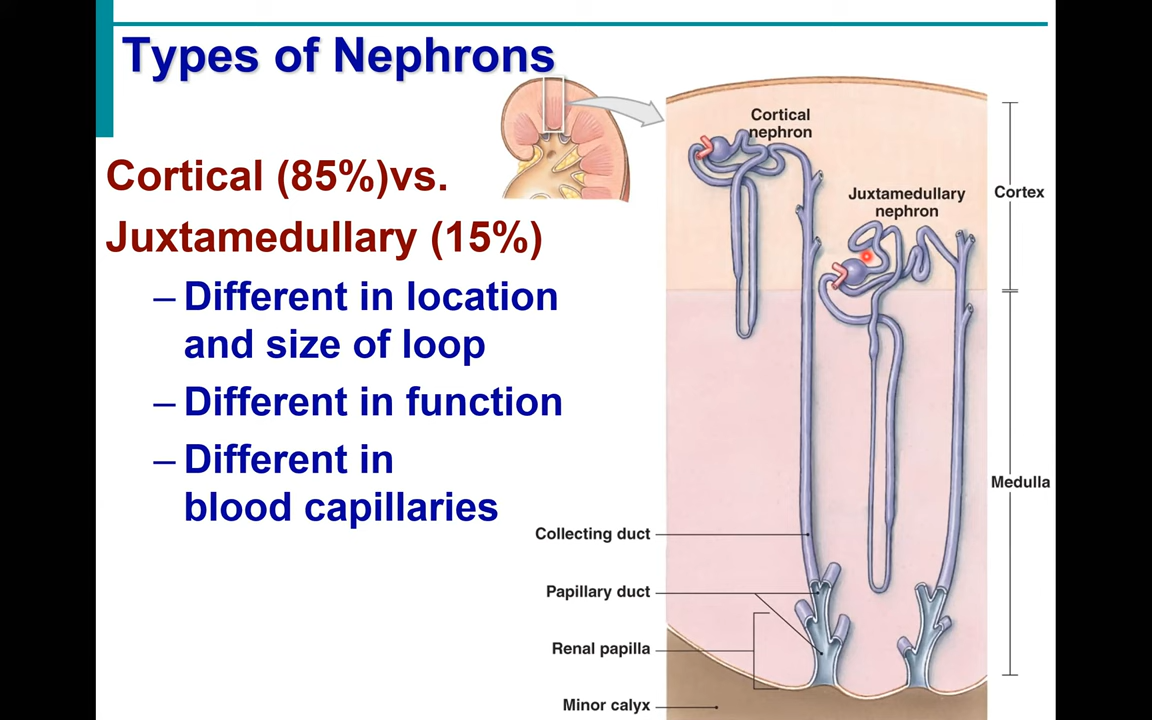 Types of Nephrons
Cortical (85%)vs.
Juxtamedullary (15%)
– Different in location
and size of loop
– Different in function
– Different in
blood capillaries
Cortical
nephron
Juxtamedullary
nephron
Cortex
Medulla
Collecting duct
Papillary duct
Renal papilla
Minor calyx